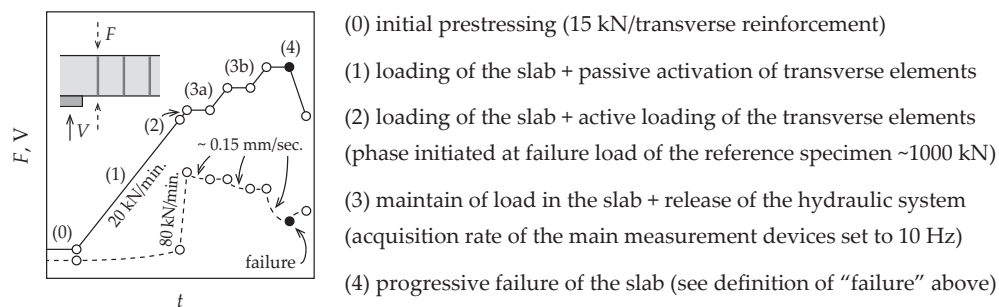 F, V
t
F
V
(0)
(1)
20 kN/min.
(2)
80 kN/min.
(3a)
(3b)
(4)
~ 0.15 mm/sec.
failure
(0) initial prestressing (15 kN/transverse reinforcement)
(1) loading of the slab + passive activation of transverse elements
(2) loading of the slab + active loading of the transverse elements
(phase initiated at failure load of the reference specimen ~1000 kN)
(3) maintain of load in the slab + release of the hydraulic system
(acquisition rate of the main measurement devices set to 10 Hz)
(4) progressive failure of the slab (see definition of “failure” above)